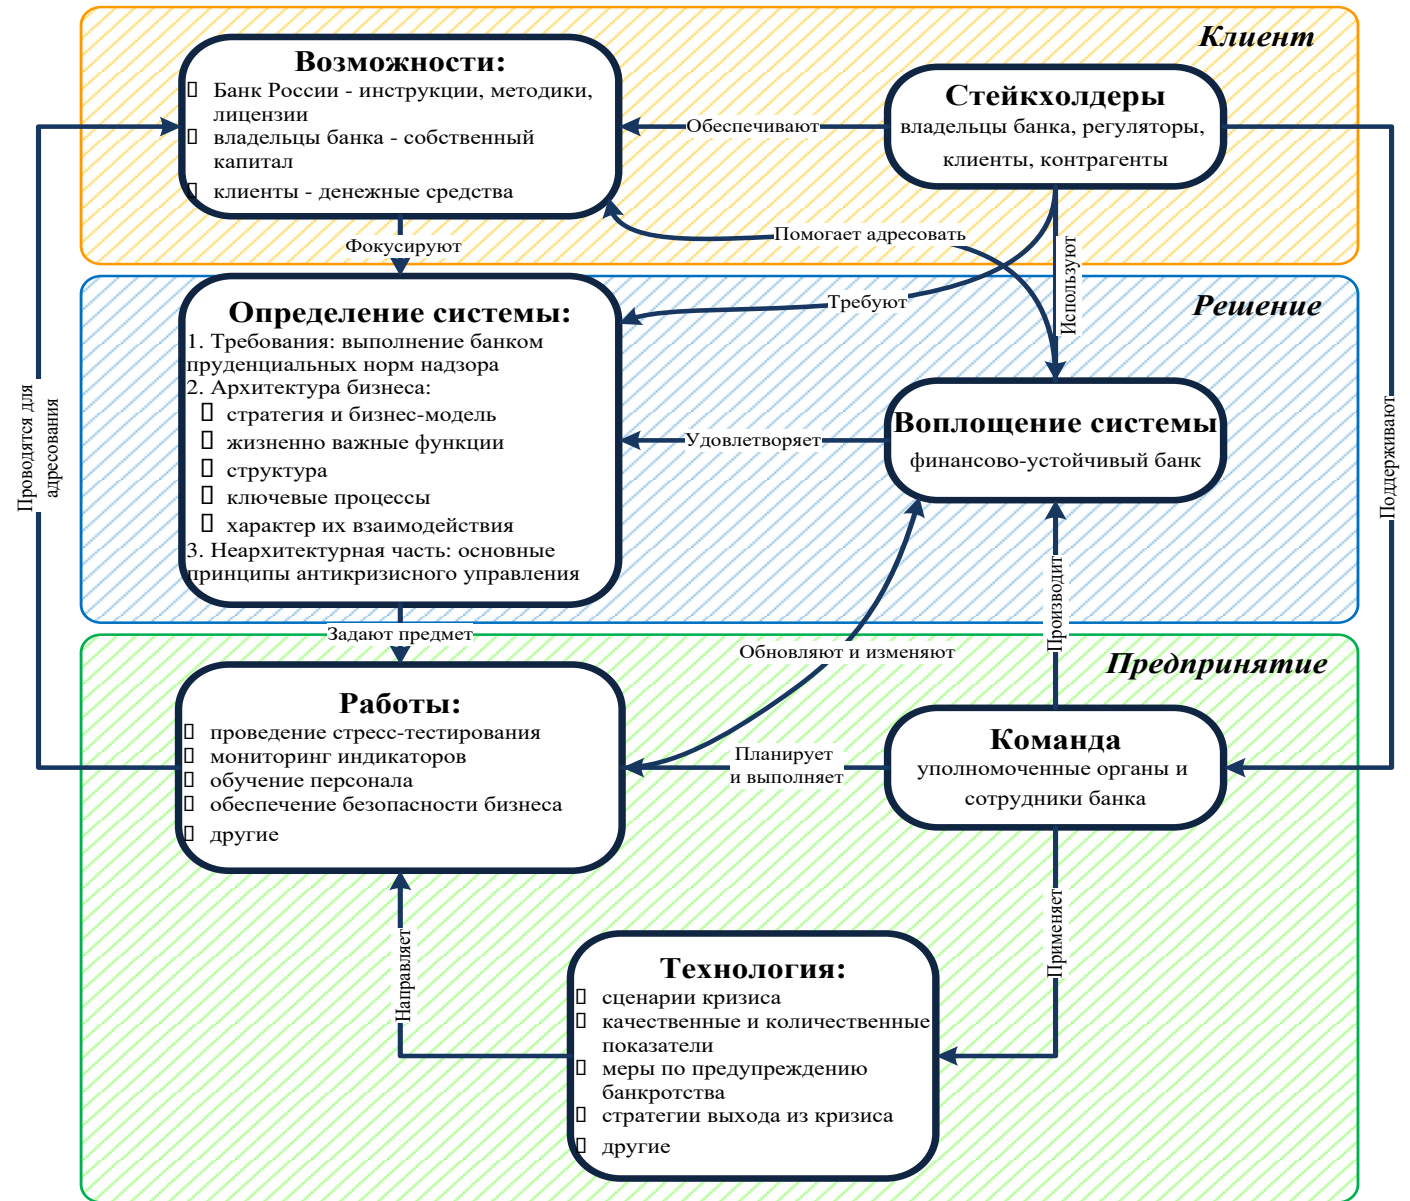 Клиент
Возможности:
Банк России - инструкции, методики,
лицензии
владельцы банка - собственный
капитал
клиенты - денежные средства
Обеспечивают
Стейкхолдеры
владельцы банка, регуляторы,
клиенты, контрагенты
Фокусируют
Помогает адресовать
Используют
Требуют
Решение
Определение системы:
1. Требования: выполнение банком
пруденциальных норм надзора
2. Архитектура бизнеса:
стратегия и бизнес-модель
жизненно важные функции
структура
ключевые процессы
характер их взаимодействия
3. Неархитектурная часть: основные
принципы антикризисного управления
Удовлетворяет
Воплощение системы
финансово-устойчивый банк
Проводятся для
адресования
Поддерживают
Задают предмет
Обновляют и изменяют
Производит
Предпринятие
Работы:
проведение стресс-тестирования
мониторинг индикаторов
обучение персонала
обеспечение безопасности бизнеса
другие
Планирует
и выполняет
Команда
уполномоченные органы и
сотрудники банка
Направляет
Применяет
Технология:
сценарии кризиса
качественные и количественные
показатели
меры по предупреждению
банкротства
стратегии выхода из кризиса
другие